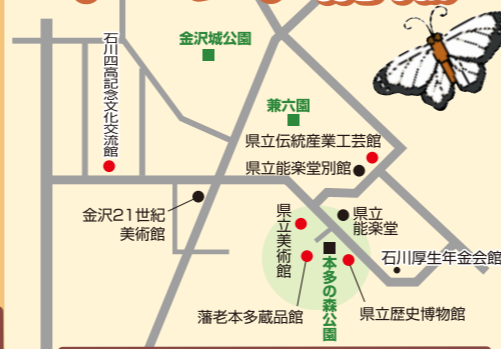 金沢城公園
石川四高記念文化交流館
兼六園
県立伝統産業工芸館
県立能楽堂別館
金沢21世紀
美術館
県立美術館
県立
能楽堂
石川厚生年金会館
本多の森公園
藩老本多蔵品館
県立歴史博物館